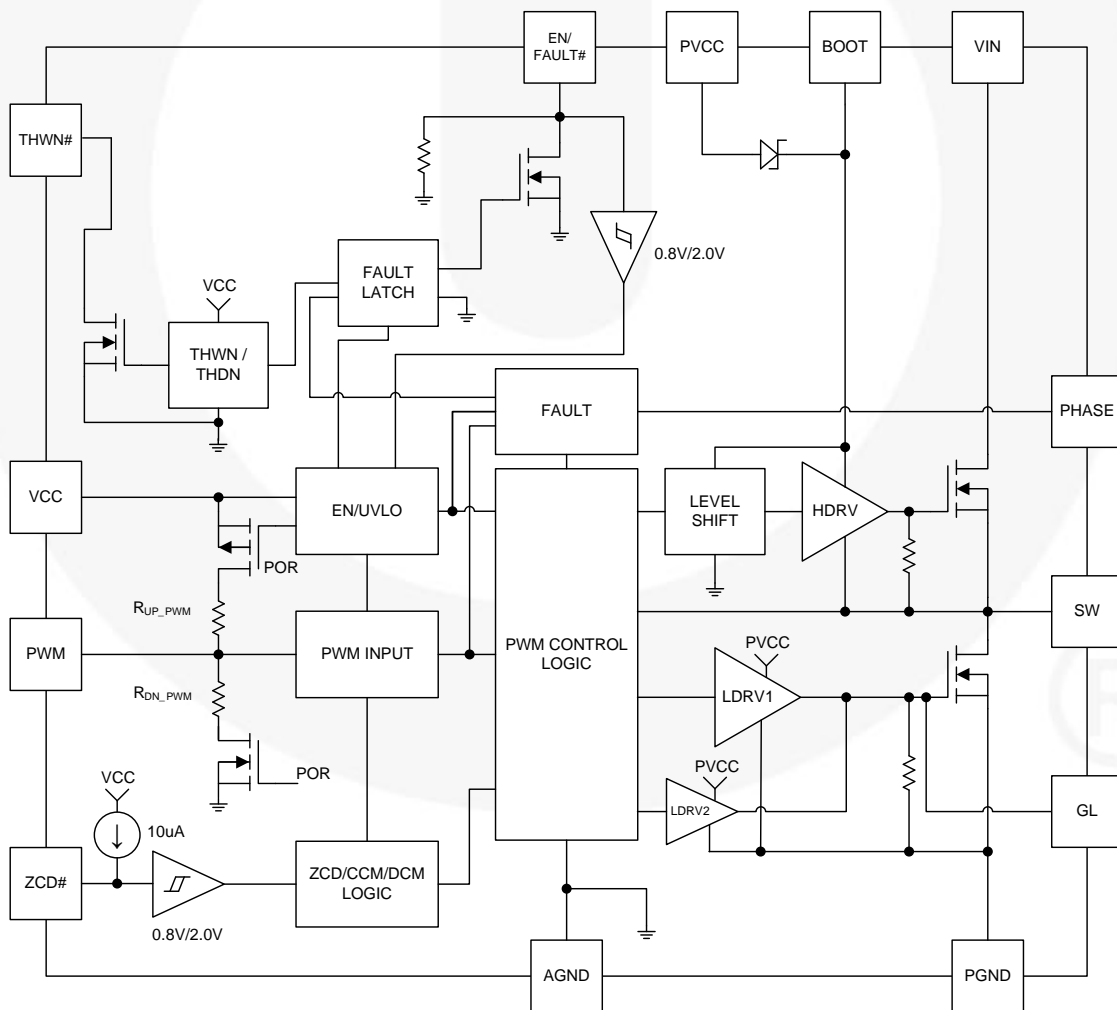 EN/
FAULT#
PVCC
BOOT
VIN
THWN#
0.8V/2.0V
FAULT
LATCH
VCC
THWN /
THDN
FAULT
PHASE
VCC
EN/UVLO
LEVEL
SHIFT
HDRV
POR
RUP_PWM
SW
PWM
PWM INPUT
PWM CONTROL
LOGIC
PVCC
LDRV1
RDN_PWM
POR
PVCC
LDRV2
VCC
10uA
GL
ZCD#
ZCD/CCM/DCM
LOGIC
0.8V/2.0V
AGND
PGND
R